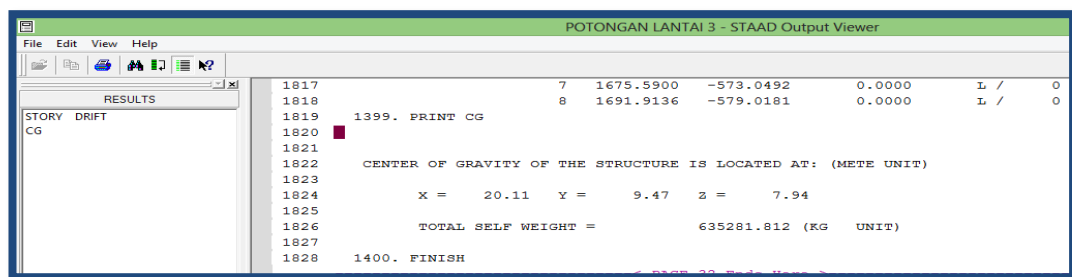 POTONGAN LANTAI 3 - STAAD Output Viewer
File Edit View Help
RESULTS
STORY DRIFT
CG
1817 7 1675.5900 -573.0492 0.0000 L / 0
1818 8 1691.9136 -579.0181 0.0000 L / 0
1819 1399. PRINT CG
1820
1821
1822 CENTER OF GRAVITY OF THE STRUCTURE IS LOCATED AT: (METE UNIT)
1823
1824 X = 20.11 Y = 9.47 Z = 7.94
1825
1826 TOTAL SELF WEIGHT = 635281.812 (KG UNIT)
1827
1828 1400. FINISH